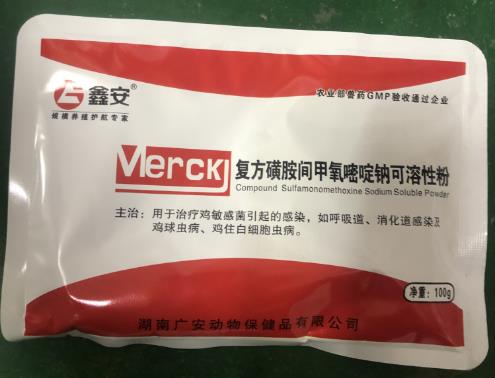 鑫安®
规模养殖护航专家
农业部兽药GMP验收通过企业
Merckj 复方磺胺间甲氧嘧啶钠可溶性粉
Compound Sulfamonomethoxine Sodium Soluble Powder
主治：用于治疗鸡敏感菌引起的感染，如呼吸道、消化道感染及
鸡球虫病、鸡住白细胞虫病。
净重：100g
湖南广安动物保健品有限公司